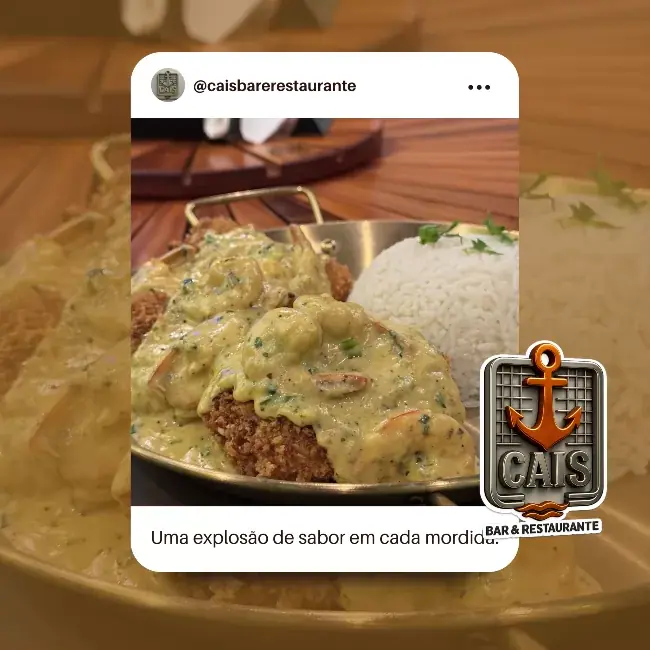 @caisbarerestaurante
Uma explosão de sabor em cada mordida.
CAIS
BAR & RESTAURANTE